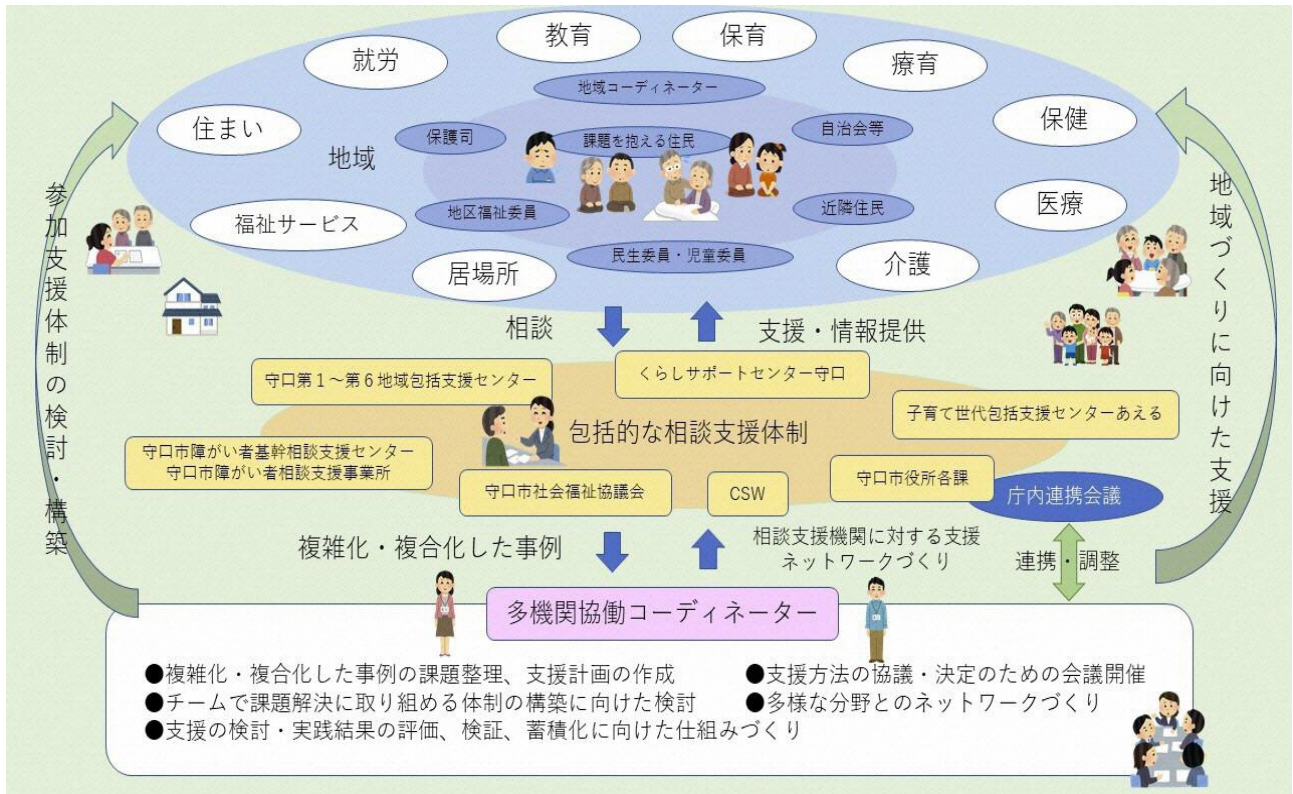 教育
保育
就労
療育
地域コーディネーター
住まい
保護司
課題を抱える住民
自治会等
保健
地域
福祉サービス
地区福祉委員
近隣住民
医療
民生委員・児童委員
居場所
介護
参加支援体制の検討・構築
地域づくりに向けた支援
相談
支援・情報提供
守口第1～第6地域包括支援センター
くらしサポートセンター守口
子育て世代包括支援センターあえる
包括的な相談支援体制
守口市障がい者基幹相談支援センター
守口市障がい者相談支援事業所
守口市社会福祉協議会
CSW
守口市役所各課
庁内連携会議
複雑化・複合化した事例
相談支援機関に対する支援
ネットワークづくり
連携・調整
多機関協働コーディネーター
●複雑化・複合化した事例の課題整理、支援計画の作成
●支援方法の協議・決定のための会議開催
●チームで課題解決に取り組める体制の構築に向けた検討
●多様な分野とのネットワークづくり
●支援の検討・実践結果の評価、検証、蓄積化に向けた仕組みづくり